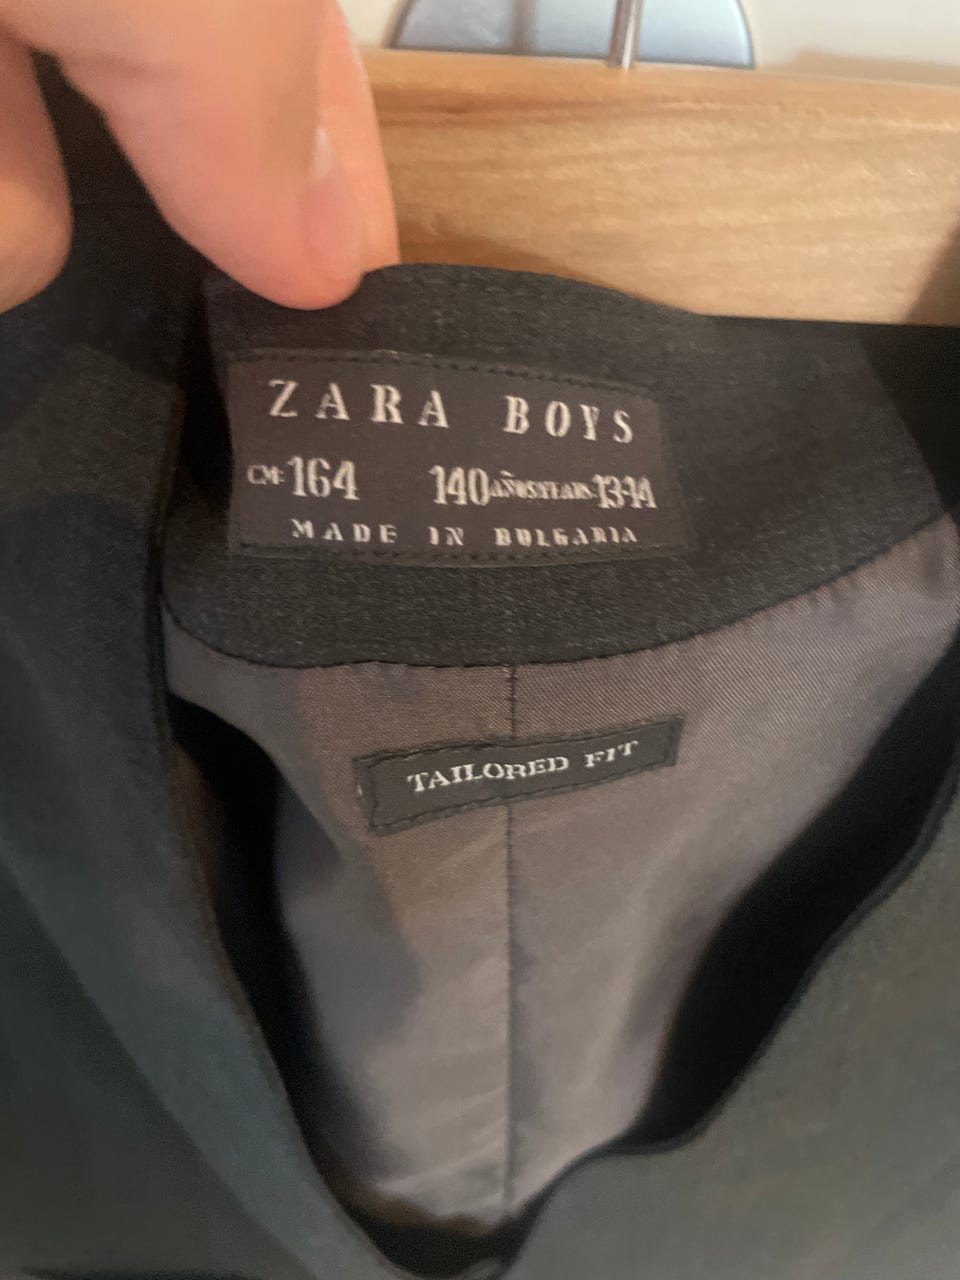 ZARA BOYS
CM: 164 140 AÑOS YEARS: 13-14
MADE IN BULGARIA
TAILORED FIT